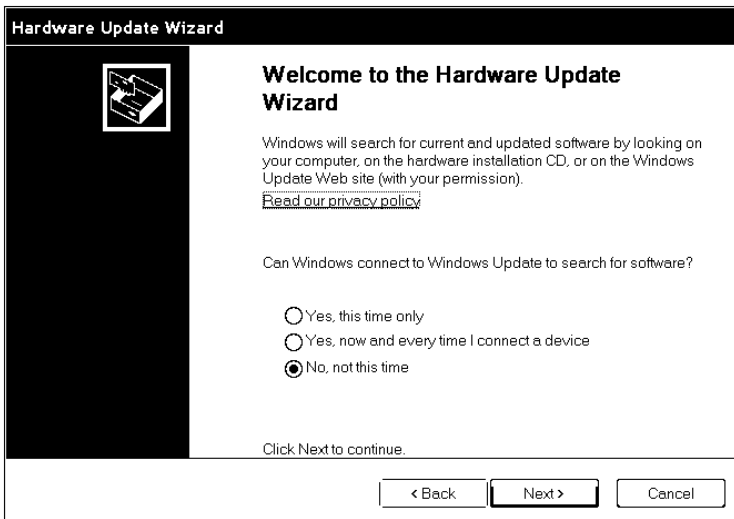 Hardware Update Wizard
Welcome to the Hardware Update
Wizard
Windows will search for current and updated software by looking on
your computer, on the hardware installation CD, or on the Windows
Update Web site (with your permission).
Read our privacy policy
Can Windows connect to Windows Update to search for software?
Yes, this time only
Yes, now and every time I connect a device
No, not this time
Click Next to continue.
< Back Next > Cancel